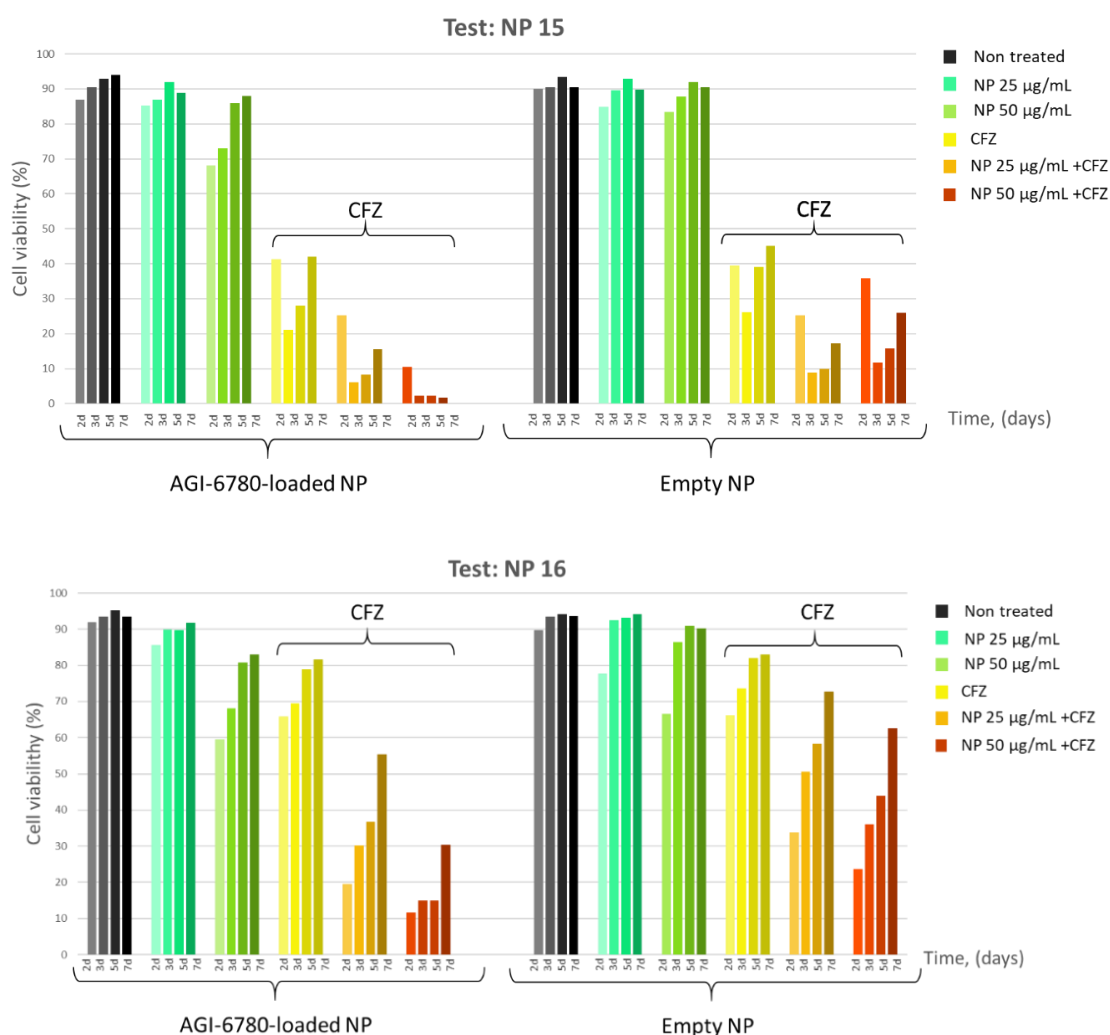 Test: NP 15
Cell viability (%)
100
90
80
70
60
50
40
30
20
10
0
CFZ
CFZ
Non treated
NP 25 µg/mL
NP 50 µg/mL
CFZ
NP 25 µg/mL +CFZ
NP 50 µg/mL +CFZ
2d 3d 5d 7d 2d 3d 5d 7d 2d 3d 5d 7d 2d 3d 5d 7d 2d 3d 5d 7d 2d 3d 5d 7d 2d 3d 5d 7d 2d 3d 5d 7d 2d 3d 5d 7d 2d 3d 5d 7d 2d 3d 5d 7d 2d 3d 5d 7d
Time, (days)
AGI-6780-loaded NP
Empty NP
Test: NP 16
Cell viabilithy (%)
100
90
80
70
60
50
40
30
20
10
0
CFZ
CFZ
Non treated
NP 25 µg/mL
NP 50 µg/mL
CFZ
NP 25 µg/mL +CFZ
NP 50 µg/mL +CFZ
2d 3d 5d 7d 2d 3d 5d 7d 2d 3d 5d 7d 2d 3d 5d 7d 2d 3d 5d 7d 2d 3d 5d 7d 2d 3d 5d 7d 2d 3d 5d 7d 2d 3d 5d 7d 2d 3d 5d 7d 2d 3d 5d 7d 2d 3d 5d 7d
Time, (days)
AGI-6780-loaded NP
Empty NP